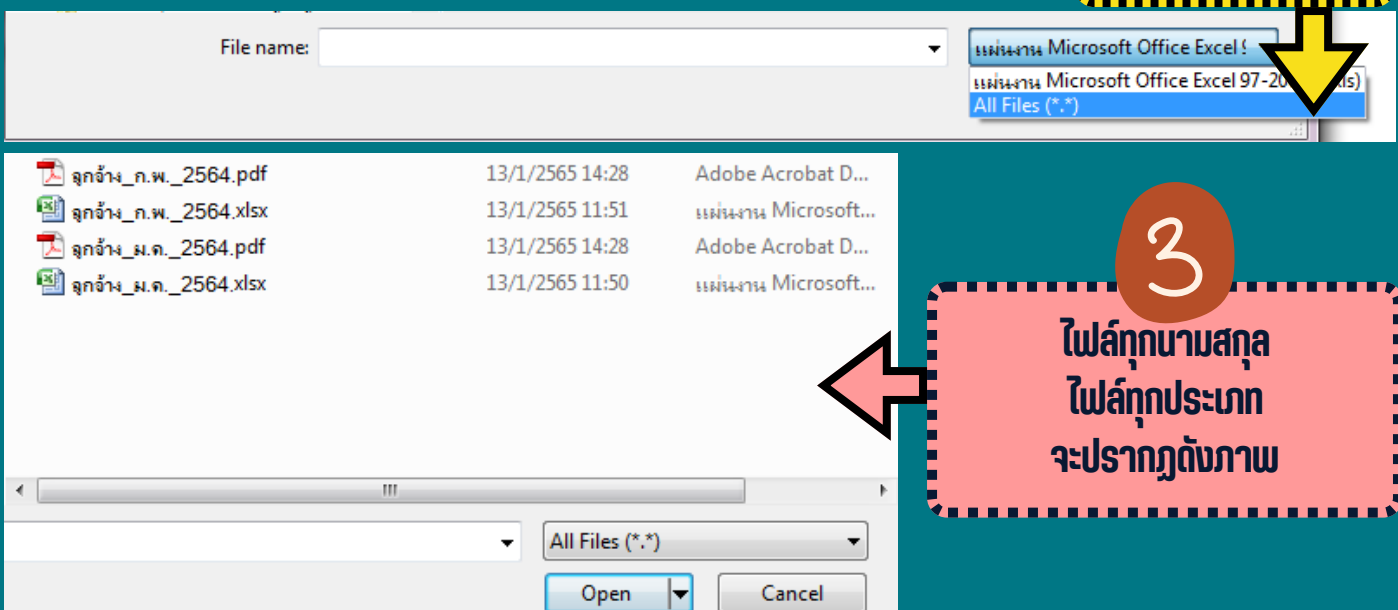 File name:
แผ่นงาน Microsoft Office Excel 9
แผ่นงาน Microsoft Office Excel 97-20
All Files (*.*)
ลูกจ้าง_ก.พ._2564.pdf 13/1/2565 14:28 Adobe Acrobat D...
ลูกจ้าง_ก.พ._2564.xlsx 13/1/2565 11:51 แผ่นงาน Microsoft...
ลูกจ้าง_ม.ค._2564.pdf 13/1/2565 14:28 Adobe Acrobat D...
ลูกจ้าง_ม.ค._2564.xlsx 13/1/2565 11:50 แผ่นงาน Microsoft...
3
ไฟล์ทุกนามสกุล
ไฟล์ทุกประเภท
จะปรากฎดังภาพ
All Files (*.*)
Open
Cancel